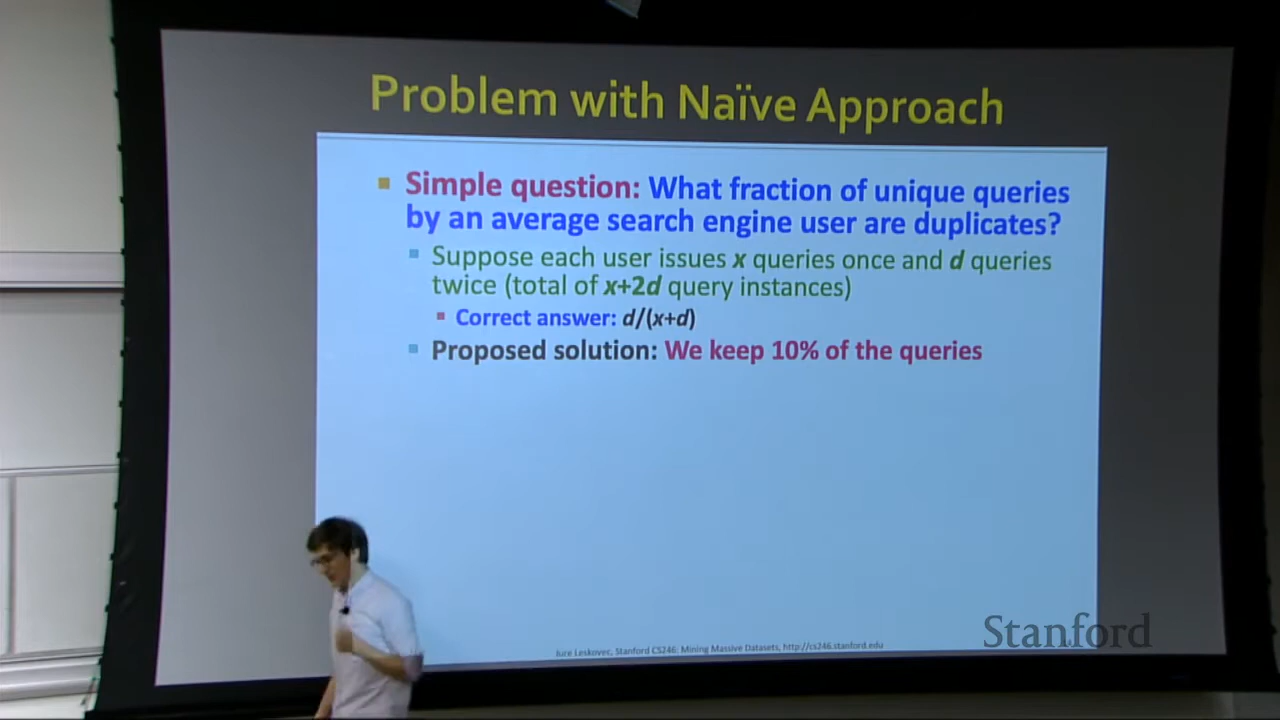 Problem with Naïve Approach
Simple question: What fraction of unique queries
by an average search engine user are duplicates?
Suppose each user issues x queries once and d queries
twice (total of x+2d query instances)
Correct answer: d/(x+d)
Proposed solution: We keep 10% of the queries
Stanford
Jure Leskovec, Stanford CS246: Mining Massive Datasets, http://cs246.stanford.edu